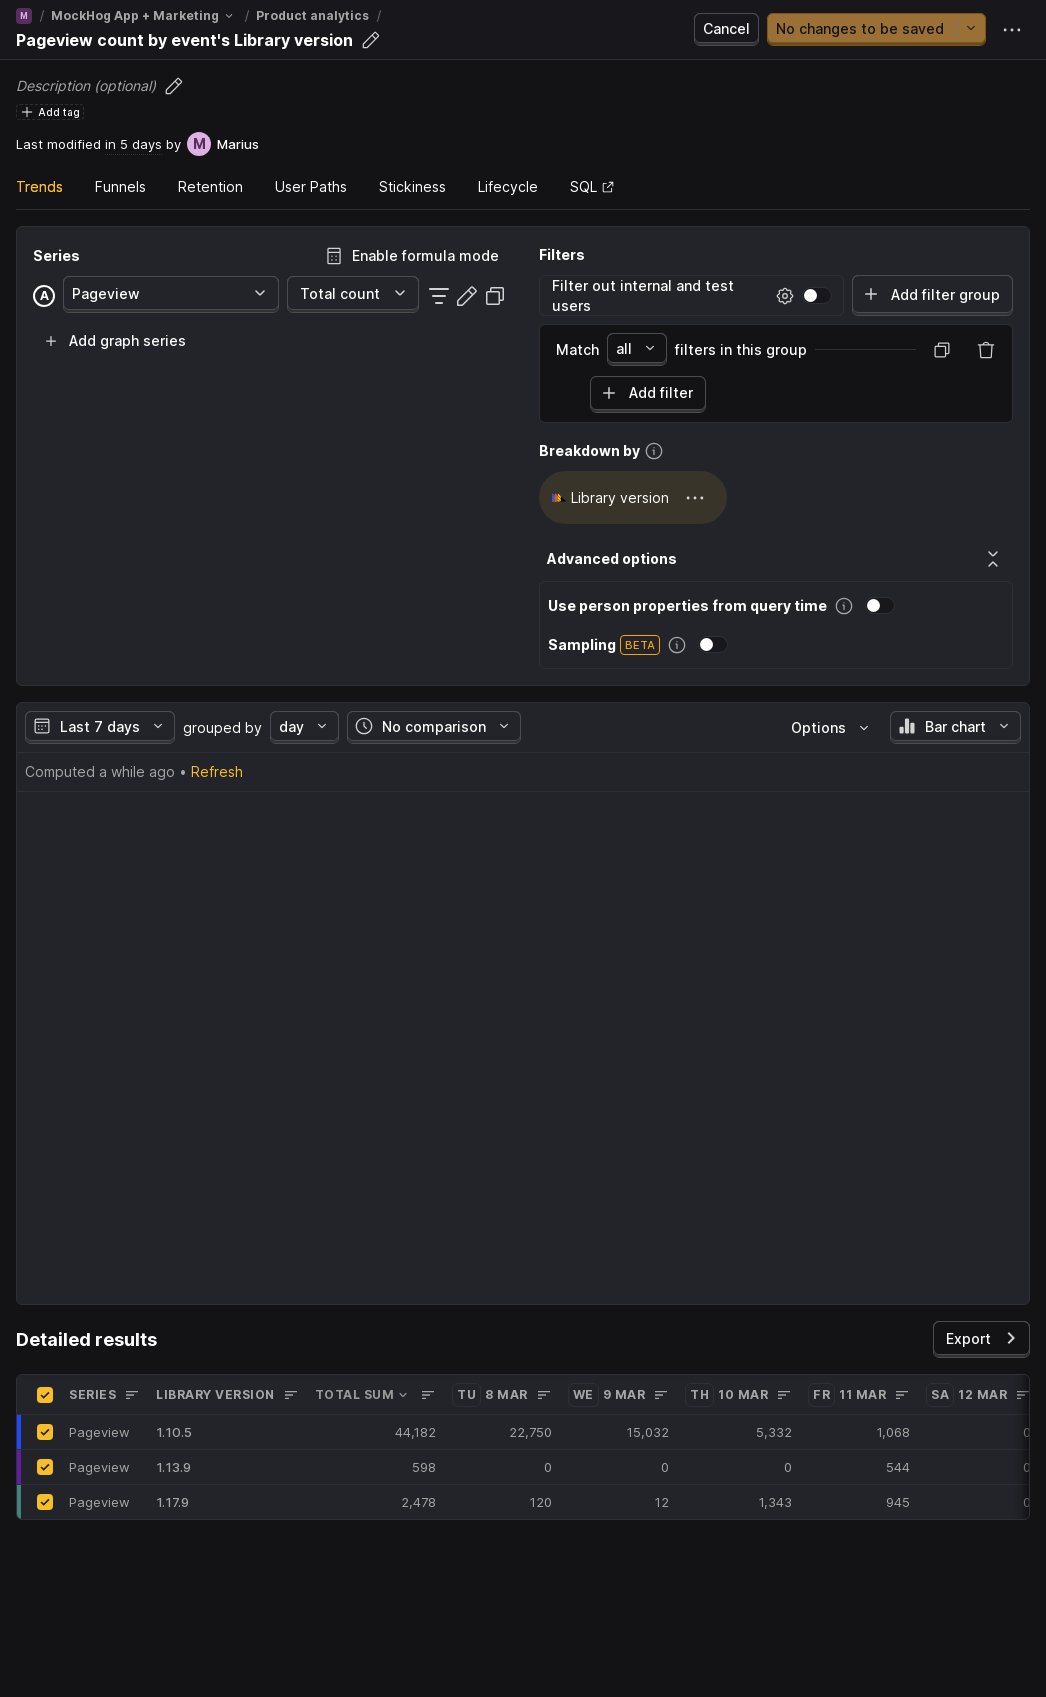 M / MockHog App + Marketing / Product analytics /
Pageview count by event's Library version
Cancel
No changes to be saved
Description (optional)
Add tag
Last modified in 5 days by M Marius
Trends Funnels Retention User Paths Stickiness Lifecycle SQL
Series
Enable formula mode
A Pageview Total count
Add graph series
Filters
Filter out internal and test
users
Add filter group
Match all filters in this group
Add filter
Breakdown by
Library version
Advanced options
Use person properties from query time
Sampling BETA
Last 7 days grouped by day No comparison Options Bar chart
Computed a while ago • Refresh
Detailed results
Export
SERIES LIBRARY VERSION TOTAL SUM TU 8 MAR WE 9 MAR TH 10 MAR FR 11 MAR SA 12 MAR
Pageview 1.10.5 44,182 22,750 15,032 5,332 1,068 0
Pageview 1.13.9 598 0 0 0 544 0
Pageview 1.17.9 2,478 120 12 1,343 945 0